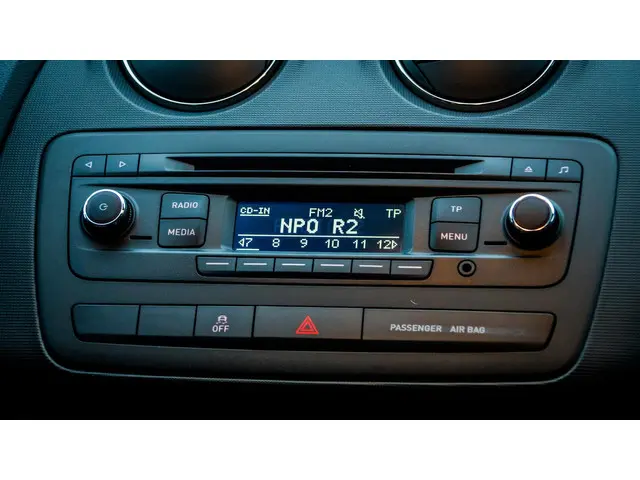 RADIO
MEDIA
CD-IN FM2 TP
NPO R2
7 8 9 10 11 12
TP
MENU
OFF
PASSENGER AIR BAG